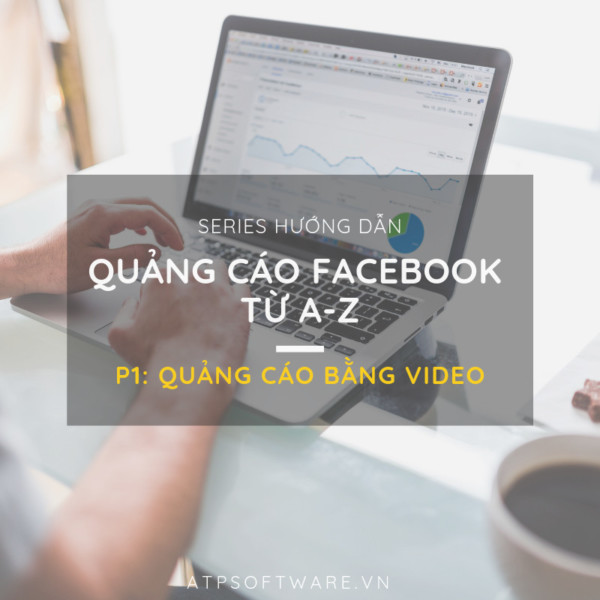 SERIES HƯỚNG DẪN
QUẢNG CÁO FACEBOOK
TỪ A-Z
P1: QUẢNG CÁO BẰNG VIDEO
ATPSOFTWARE.VN